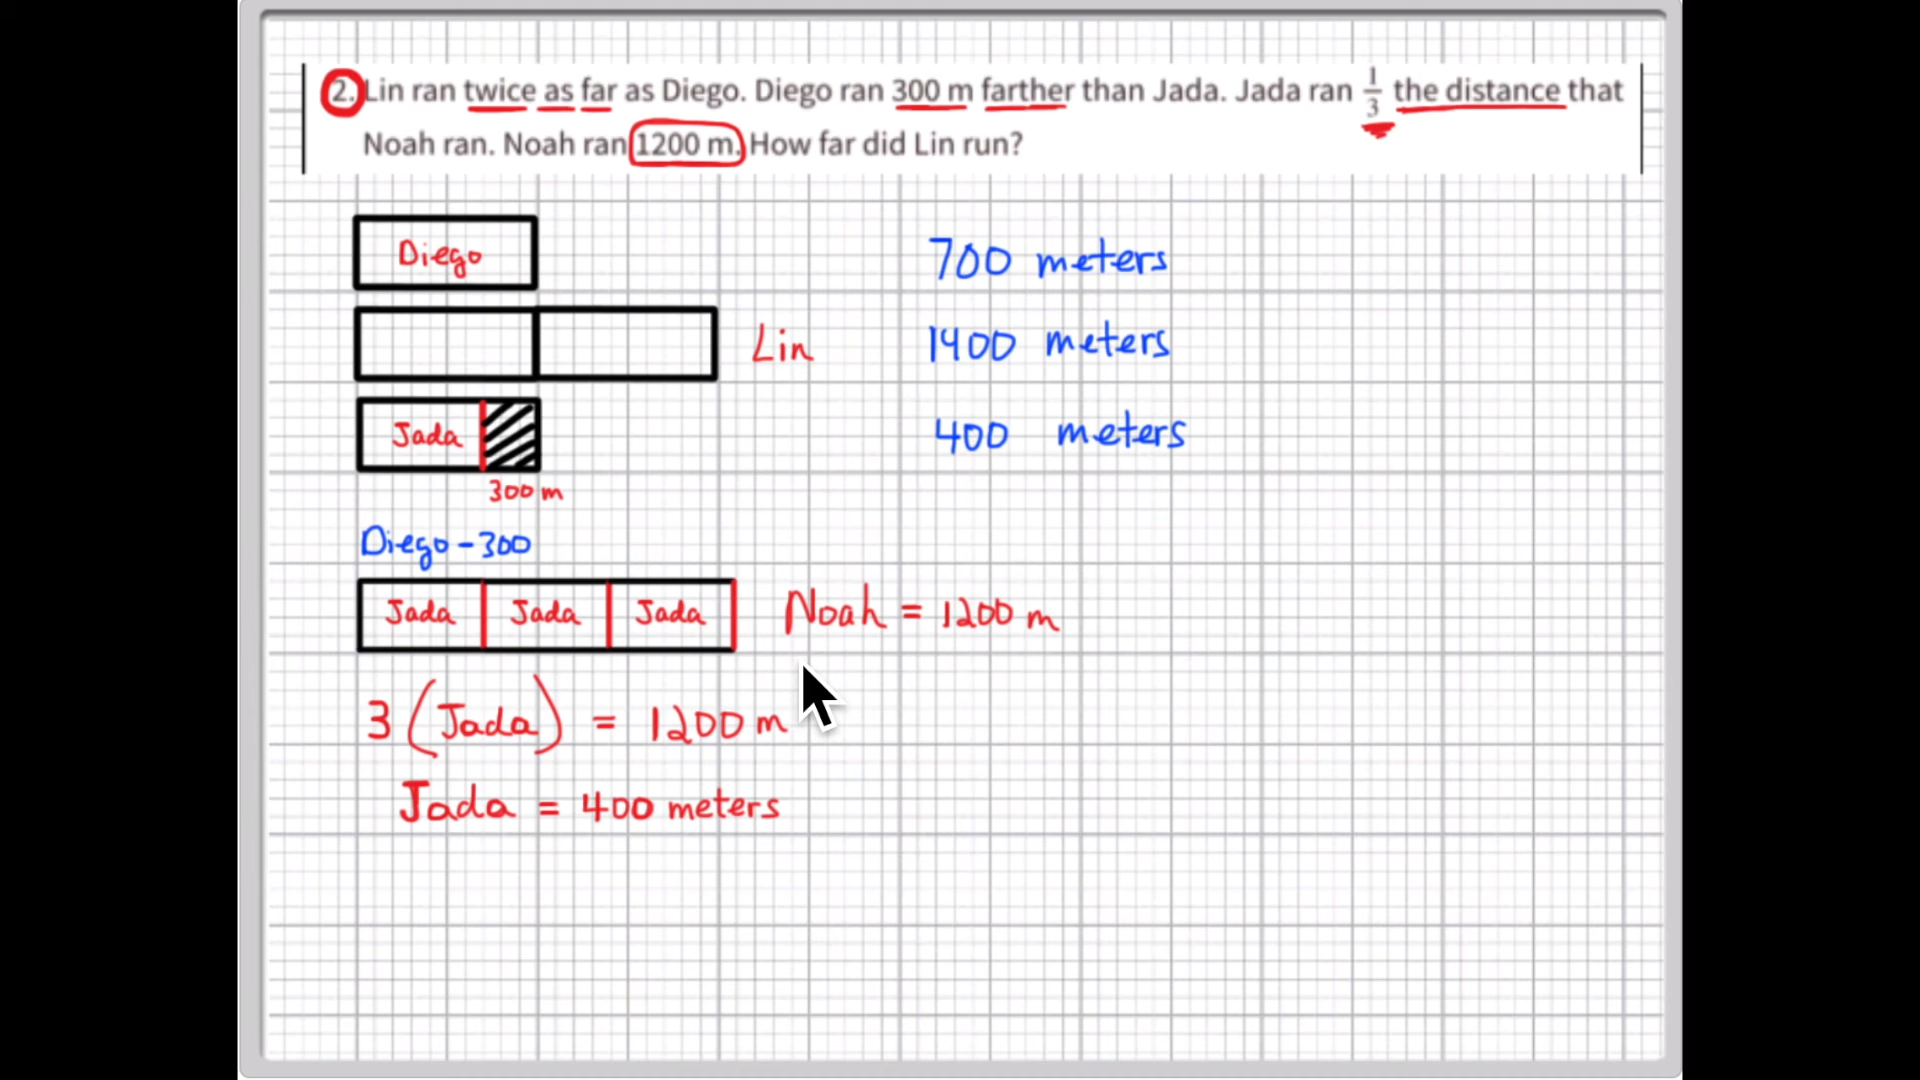 2. Lin ran twice as far as Diego. Diego ran 300 m farther than Jada. Jada ran 1/3 the distance that
Noah ran. Noah ran 1200 m. How far did Lin run?
Diego 700 meters
Lin 1400 meters
Jada 400 meters
300 m
Diego - 300
Jada Jada Jada Noah = 1200 m
3 (Jada) = 1200 m
Jada = 400 meters